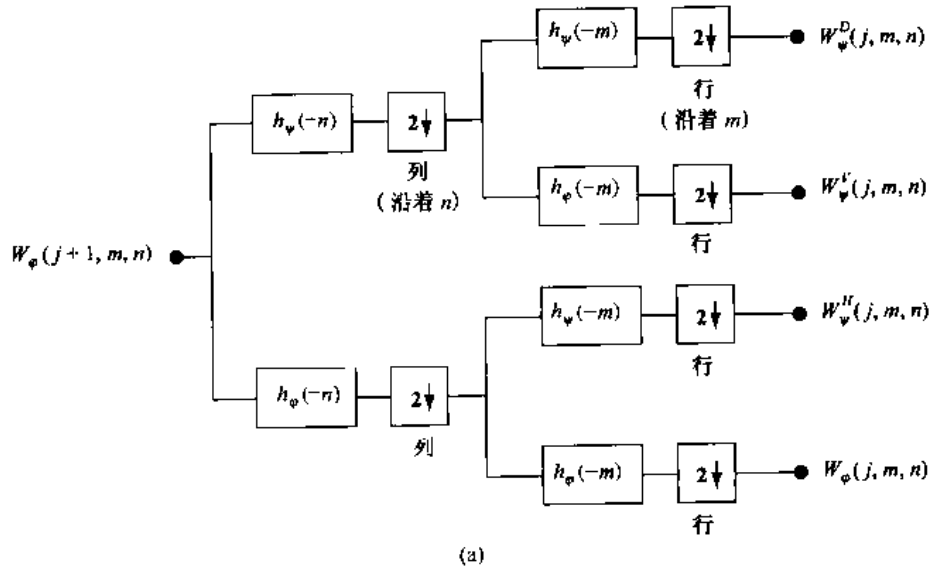 h_ψ(−m) 2↓ W_ψ^D(j, m, n)
行
(沿着 m)
h_ψ(−n) 2↓
列
(沿着 n)
h_φ(−m) 2↓ W_ψ^V(j, m, n)
行
W_φ(j + 1, m, n)
h_ψ(−m) 2↓ W_ψ^H(j, m, n)
行
h_φ(−n) 2↓
列
h_φ(−m) 2↓ W_φ(j, m, n)
行
(a)